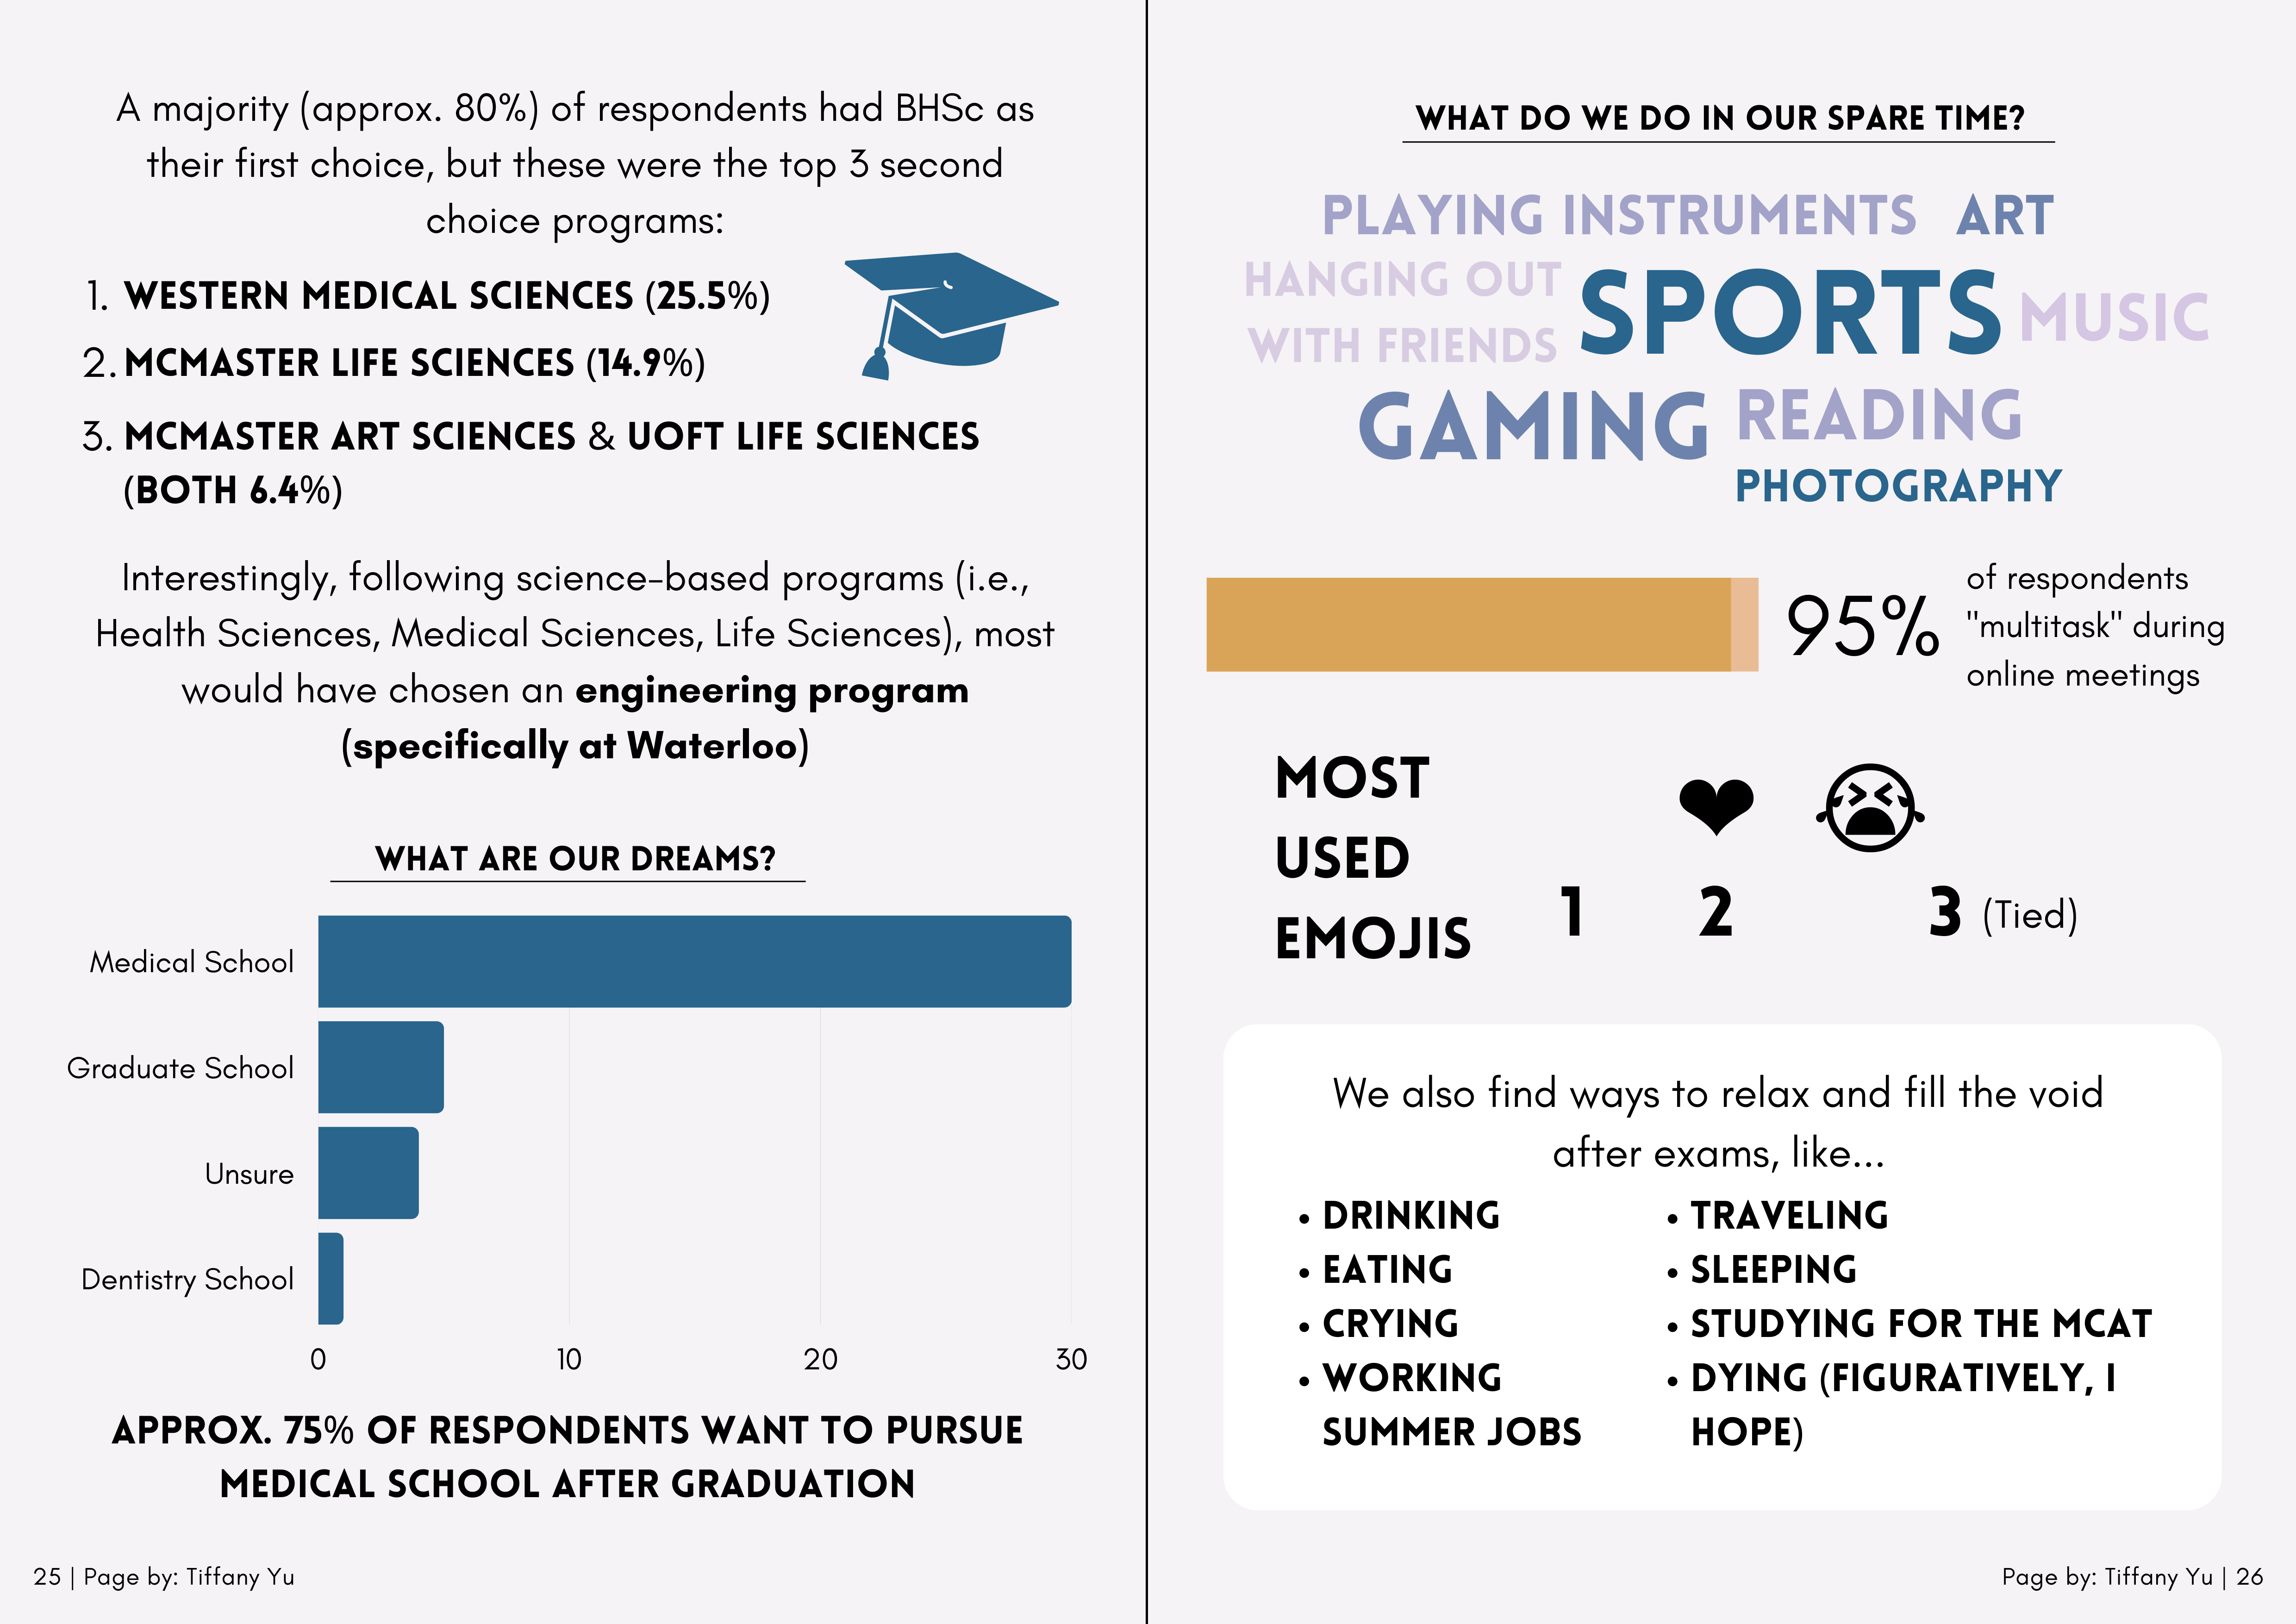 A majority (approx. 80%) of respondents had BHSc as
their first choice, but these were the top 3 second
choice programs:
1. WESTERN MEDICAL SCIENCES (25.5%)
2. MCMASTER LIFE SCIENCES (14.9%)
3. MCMASTER ART SCIENCES & UOFT LIFE SCIENCES
(BOTH 6.4%)
Interestingly, following science-based programs (i.e.,
Health Sciences, Medical Sciences, Life Sciences), most
would have chosen an engineering program
(specifically at Waterloo)
WHAT ARE OUR DREAMS?
Medical School
Graduate School
Unsure
Dentistry School
0 10 20 30
APPROX. 75% OF RESPONDENTS WANT TO PURSUE
MEDICAL SCHOOL AFTER GRADUATION
25 | Page by: Tiffany Yu
WHAT DO WE DO IN OUR SPARE TIME?
PLAYING INSTRUMENTS ART
HANGING OUT
WITH FRIENDS
SPORTS
MUSIC
GAMING
READING
PHOTOGRAPHY
95%
of respondents
"multitask" during
online meetings
MOST
USED
EMOJIS
1 2 3 (Tied)
We also find ways to relax and fill the void
after exams, like...
• DRINKING
• EATING
• CRYING
• WORKING
SUMMER JOBS
• TRAVELING
• SLEEPING
• STUDYING FOR THE MCAT
• DYING (FIGURATIVELY, I
HOPE)
Page by: Tiffany Yu | 26